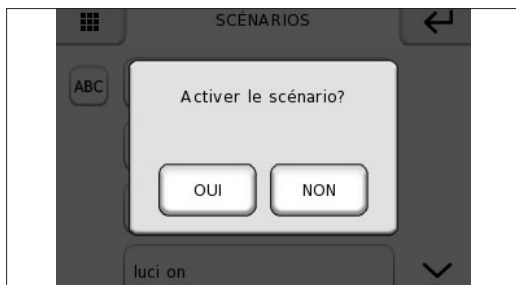 SCÉNARIOS
ABC
Activer le scénario?
OUI NON
luci on